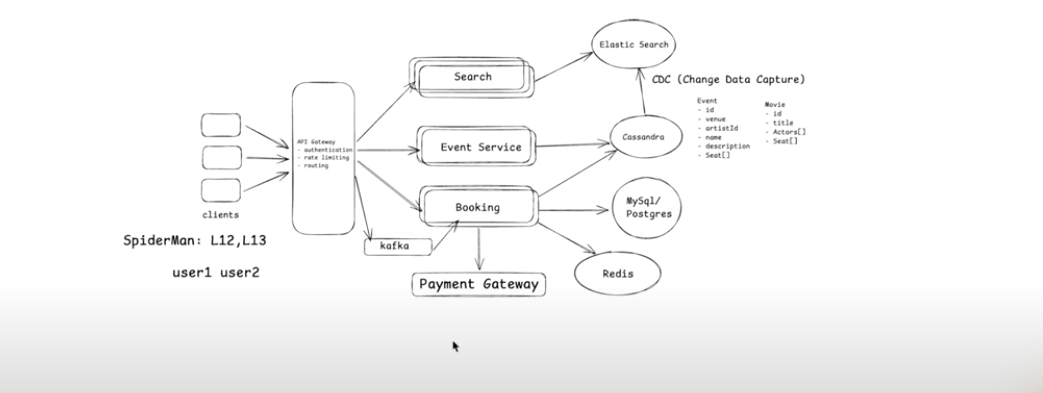 Elastic Search
Search
CDC (Change Data Capture)
Event
- id
- venue
- artistId
- name
- description
- Seat[]
Movie
- id
- title
- Actors[]
- Seat[]
API Gateway
- authentication
- rate limiting
- routing
Event Service
Cassandra
clients
Booking
MySql/
Postgres
SpiderMan: L12,L13
kafka
user1 user2
Payment Gateway
Redis